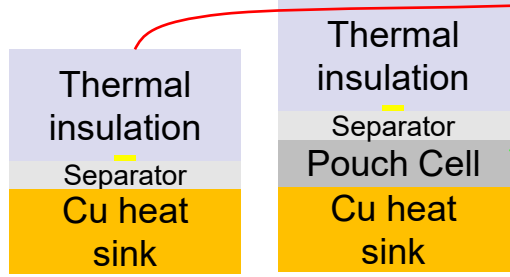 Thermal
insulation
Separator
Cu heat
sink
Thermal
insulation
Separator
Pouch Cell
Cu heat
sink